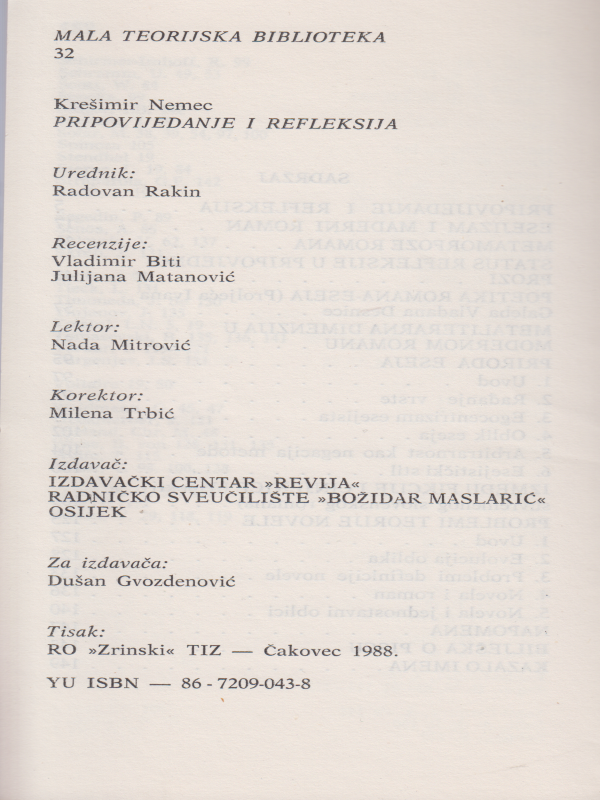 MALA TEORIJSKA BIBLIOTEKA
32
Krešimir Nemec
PRIPOVIJEDANJE I REFLEKSIJA
Urednik:
Radovan Rakin
Recenzije:
Vladimir Biti
Julijana Matanović
Lektor:
Nada Mitrović
Korektor:
Milena Trbić
Izdavač:
IZDAVAČKI CENTAR »REVIJA«
RADNIČKO SVEUČILIŠTE »BOŽIDAR MASLARIĆ«
OSIJEK
Za izdavača:
Dušan Gvozdenović
Tisak:
RO »Zrinski« TIZ — Čakovec 1988.
YU ISBN — 86-7209-043-8